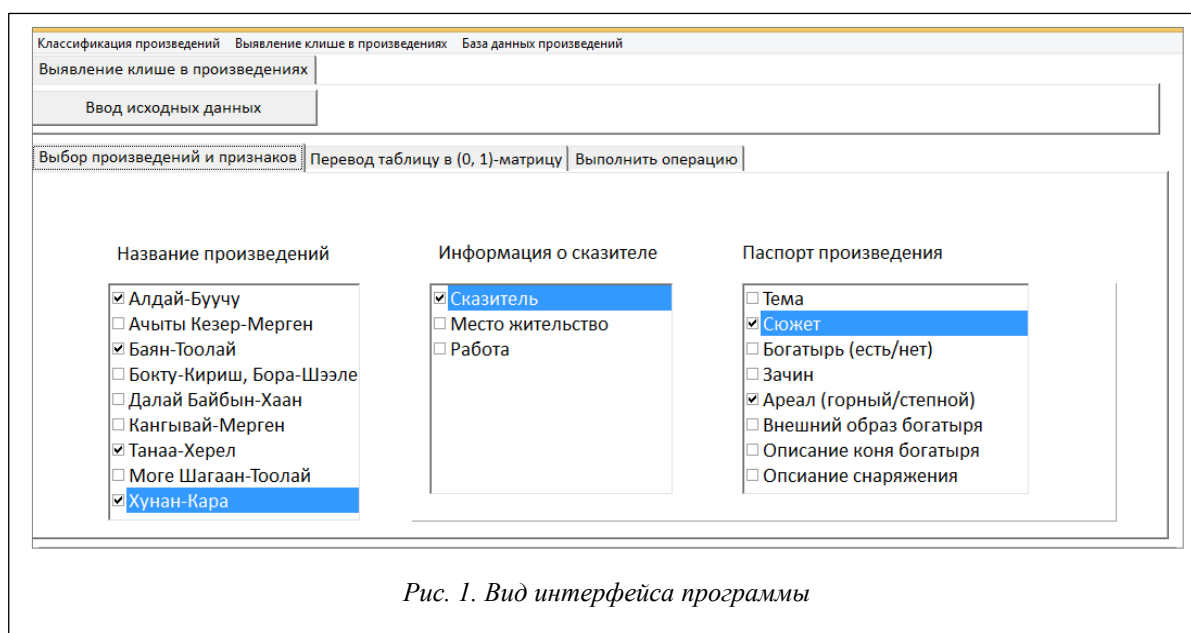 Классификация произведений Выявление клише в произведениях База данных произведений
Выявление клише в произведениях
Ввод исходных данных
Выбор произведений и признаков Перевод таблицу в (0, 1)-матрицу Выполнить операцию
Название произведений
Алдай-Буучу
Ачыты Кезер-Мерген
Баян-Тоолай
Бокту-Кириш, Бора-Шээле
Далай Байбын-Хаан
Кангывай-Мерген
Танаа-Херел
Моге Шагаан-Тоолай
Хунан-Кара
Информация о сказителе
Сказитель
Место жительство
Работа
Паспорт произведения
Тема
Сюжет
Богатырь (есть/нет)
Зачин
Ареал (горный/степной)
Внешний образ богатыря
Описание коня богатыря
Опсиание снаряжения
Рис. 1. Вид интерфейса программы